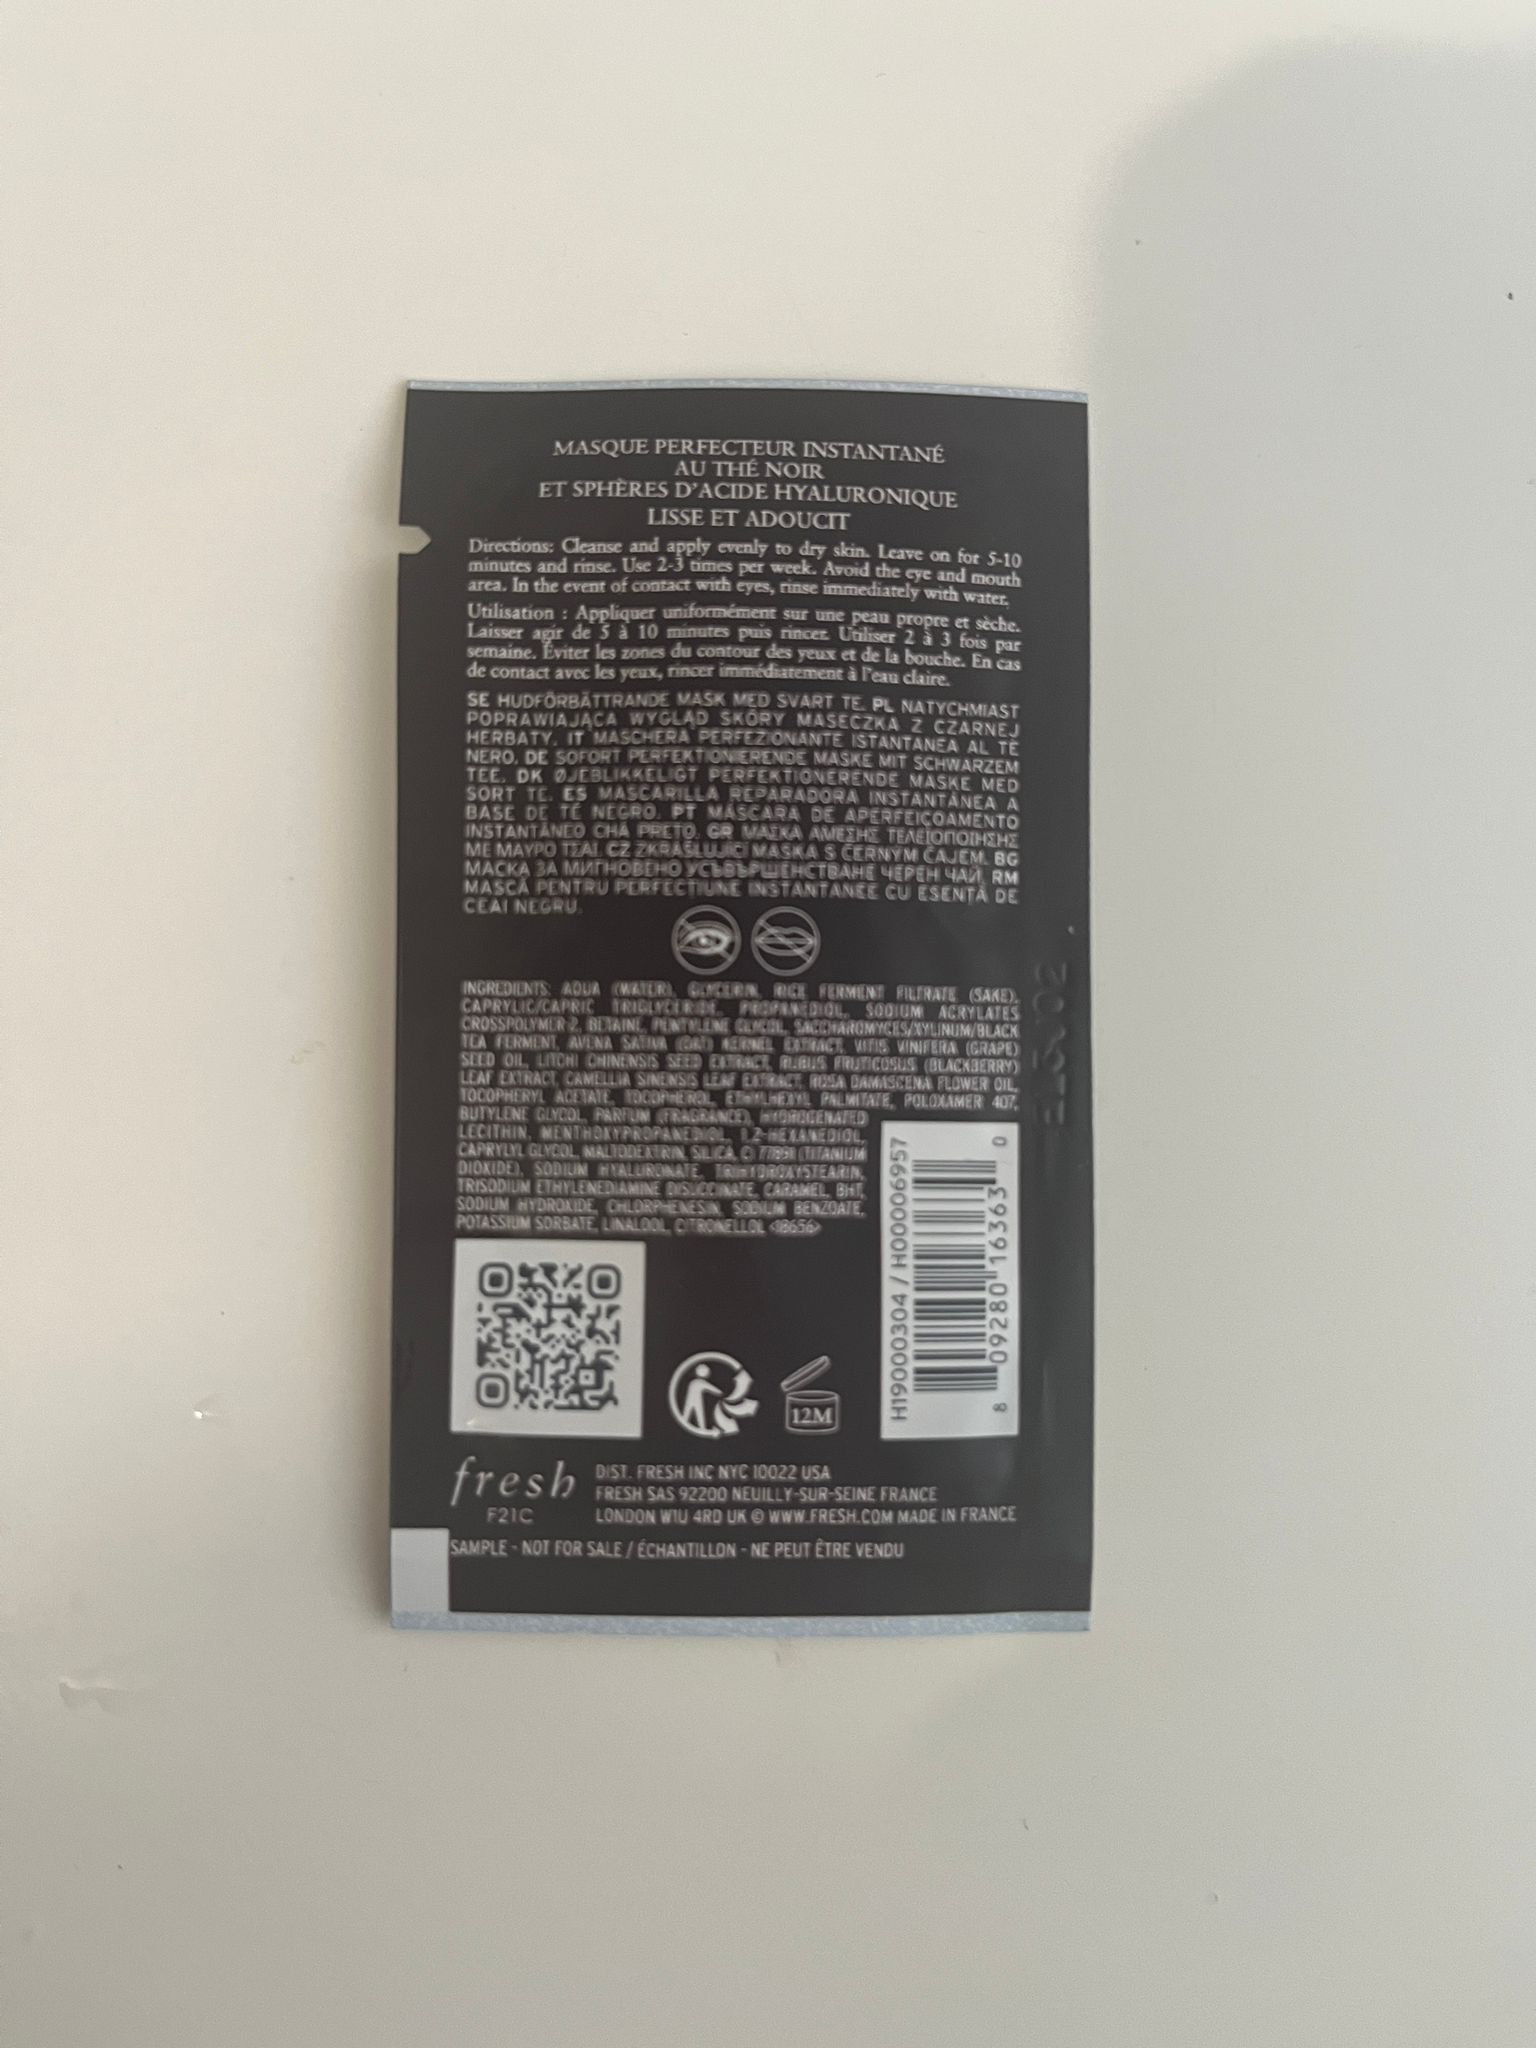 MASQUE PERFECTEUR INSTANTANÉ
AU THÉ NOIR
ET SPHÈRES D'ACIDE HYALURONIQUE
LISSE ET ADOUCIT
Directions: Cleanse and apply evenly to dry skin. Leave on for 5-10
minutes and rinse. Use 2-3 times per week. Avoid the eye and mouth
area. In the event of contact with eyes, rinse immediately with water.
Utilisation : Appliquer uniformément sur une peau propre et sèche.
Laisser agir de 5 à 10 minutes puis rincer. Utiliser 2 à 3 fois par
semaine. Éviter les zones du contour des yeux et de la bouche. En cas
de contact avec les yeux, rincer immédiatement à l'eau claire.
SE HUDFÖRBÄTTRANDE MASK MED SVART TE. PL NATYCHMIAST
POPRAWIAJĄCA WYGLĄD SKÓRY MASECZKA Z CZARNEJ
HERBATY. IT MASCHERA PERFEZIONANTE ISTANTANEA AL TÈ
NERO. DE SOFORT PERFEKTIONIERENDE MASKE MIT SCHWARZEM
TEE. DK ØJEBLIKKELIGT PERFEKTIONERENDE MASKE MED
SORT TE. ES MASCARILLA REPARADORA INSTANTÁNEA A
BASE DE TÉ NEGRO. PT MÁSCARA DE APERFEIÇOAMENTO
INSTANTÂNEO CHÁ PRETO. GR ΜΑΣΚΑ ΑΜΕΣΗΣ ΤΕΛΕΙΟΠΟΙΗΣΗΣ
ΜΕ ΜΑΥΡΟ ΤΣΑΙ. CZ ZKRÁŠLUJÍCÍ MASKA S ČERNÝM ČAJEM. BG
МАСКА ЗА МИГНОВЕНО УСЪВЪРШЕНСТВАНЕ ЧЕРЕН ЧАЙ. RM
MASCĂ PENTRU PERFECȚIUNE INSTANTANEE CU ESENȚĂ DE
CEAI NEGRU.
INGREDIENTS: AQUA (WATER), GLYCERIN, RICE FERMENT FILTRATE (SAKE),
CAPRYLIC/CAPRIC TRIGLYCERIDE, PROPANEDIOL, SODIUM ACRYLATES
CROSSPOLYMER-2, BETAINE, PENTYLENE GLYCOL, SACCHAROMYCES/XYLINUM/BLACK
TEA FERMENT, AVENA SATIVA (OAT) KERNEL EXTRACT, VITIS VINIFERA (GRAPE)
SEED OIL, LITCHI CHINENSIS SEED EXTRACT, RUBUS FRUTICOSUS (BLACKBERRY)
LEAF EXTRACT, CAMELLIA SINENSIS LEAF EXTRACT, ROSA DAMASCENA FLOWER OIL,
TOCOPHERYL ACETATE, TOCOPHEROL, ETHYLHEXYL PALMITATE, POLOXAMER 407,
BUTYLENE GLYCOL, PARFUM (FRAGRANCE), HYDROGENATED
LECITHIN, MENTHOXYPROPANEDIOL, 1,2-HEXANEDIOL,
CAPRYLYL GLYCOL, MALTODEXTRIN, SILICA, CI 77891 (TITANIUM
DIOXIDE), SODIUM HYALURONATE, TRIHYDROXYSTEARIN,
TRISODIUM ETHYLENEDIAMINE DISUCCINATE, CARAMEL, BHT,
SODIUM HYDROXIDE, CHLORPHENESIN, SODIUM BENZOATE,
POTASSIUM SORBATE, LINALOOL, CITRONELLOL <18656>
H19000304 / H00006957
8 09280 16363 0
12M
fresh
F21C
DIST. FRESH INC NYC 10022 USA
FRESH SAS 92200 NEUILLY-SUR-SEINE FRANCE
LONDON W1U 4RD UK © WWW.FRESH.COM MADE IN FRANCE
SAMPLE - NOT FOR SALE / ÉCHANTILLON - NE PEUT ÊTRE VENDU